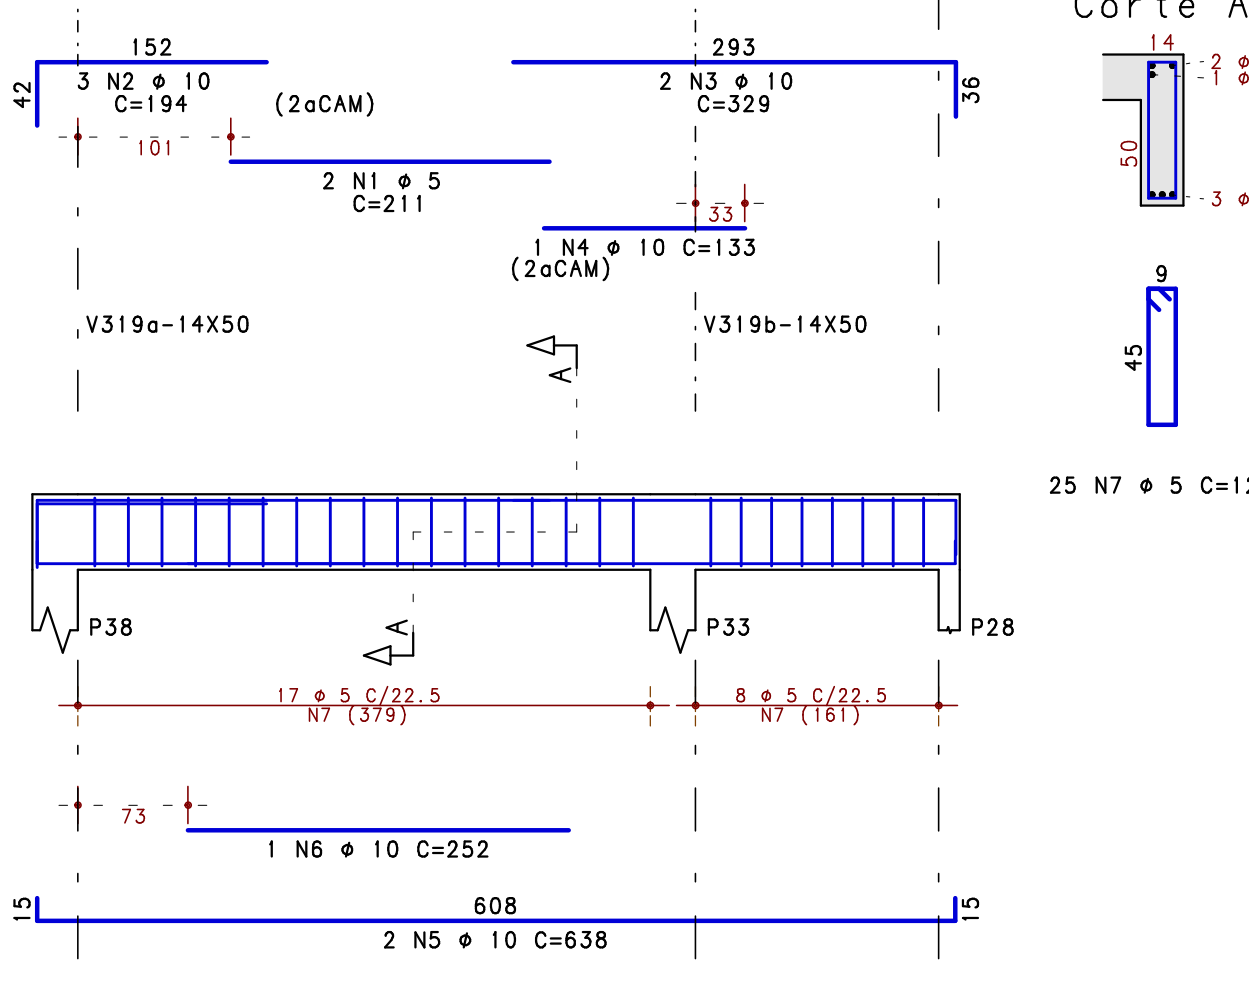 152
42
3 N2 ø 10
C=194
(2aCAM)
101
293
2 N3 ø 10
C=329
36
2 N1 ø 5
C=211
33
1 N4 ø 10 C=133
(2aCAM)
V319a-14X50
V319b-14X50
A
A
P38
P33
P28
17 ø 5 C/22.5
N7 (379)
8 ø 5 C/22.5
N7 (161)
73
1 N6 ø 10 C=252
15
608
15
2 N5 ø 10 C=638
Corte A
14
2 ø
1 ø
50
3 ø
9
45
25 N7 ø 5 C=12